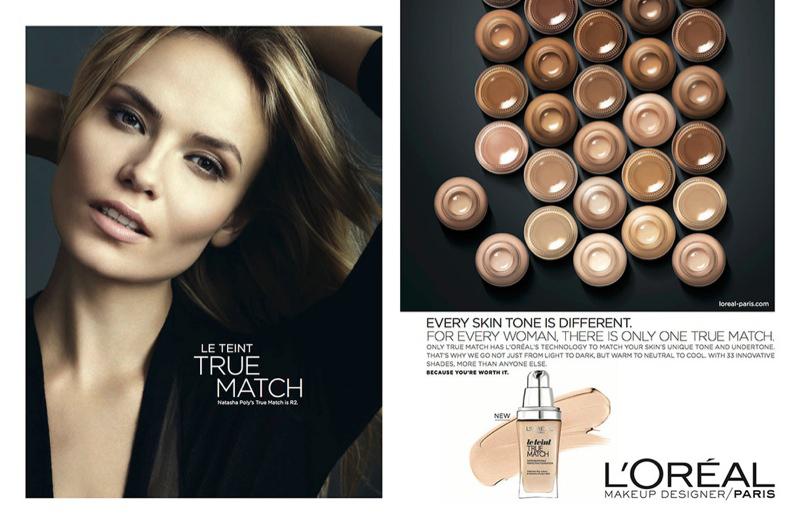 LE TEINT
TRUE
MATCH
Natasha Poly's True Match is R2.
loreal-paris.com
EVERY SKIN TONE IS DIFFERENT.
FOR EVERY WOMAN, THERE IS ONLY ONE TRUE MATCH.
ONLY TRUE MATCH HAS L'ORÉAL'S TECHNOLOGY TO MATCH YOUR SKIN'S UNIQUE TONE AND UNDERTONE.
THAT'S WHY WE GO NOT JUST FROM LIGHT TO DARK, BUT WARM TO NEUTRAL TO COOL. WITH 33 INNOVATIVE
SHADES, MORE THAN ANYONE ELSE.
BECAUSE YOU'RE WORTH IT.
NEW
L'ORÉAL
le teint
TRUE
MATCH
L'ORÉAL
MAKEUP DESIGNER/PARIS